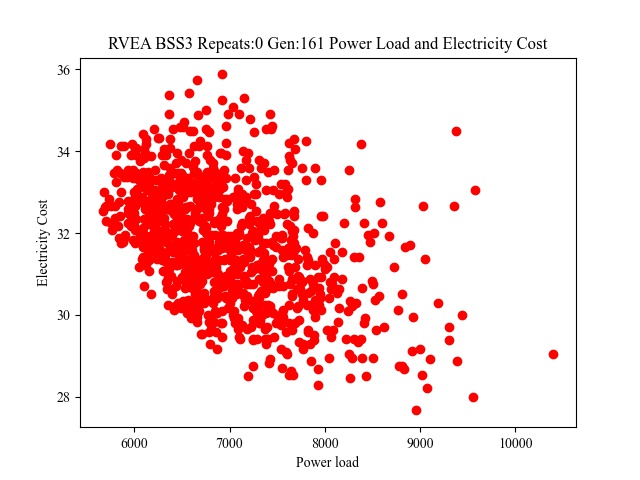 RVEA BSS3 Repeats:0 Gen:161 Power Load and Electricity Cost
36
34
32
30
28
Electricity Cost
6000 7000 8000 9000 10000
Power load